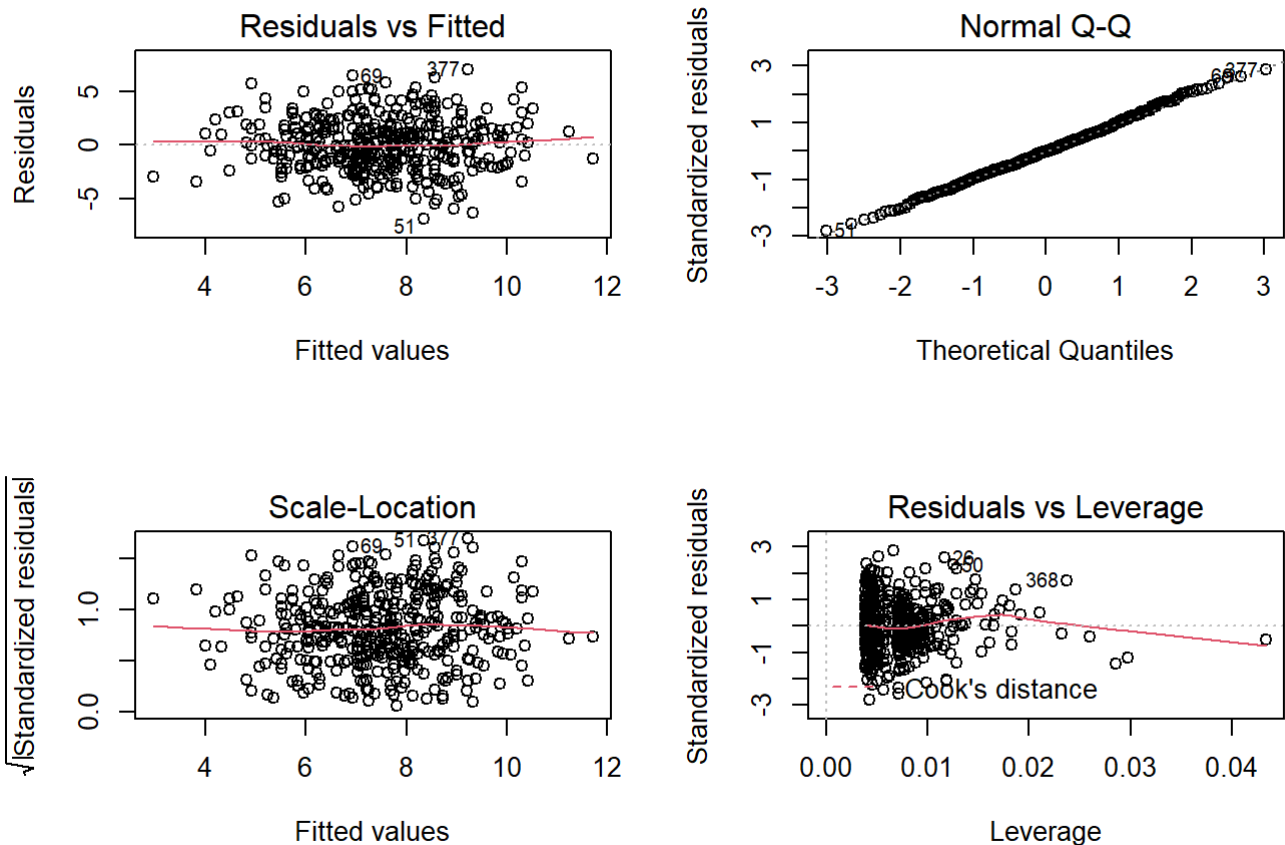 Residuals vs Fitted
Residuals
5
0
-5
69
377
51
4 6 8 10 12
Fitted values
Normal Q-Q
Standardized residuals
3
1
-1
-3
377
51
-3 -2 -1 0 1 2 3
Theoretical Quantiles
Scale-Location
√|Standardized residuals|
1.0
0.0
69
51
377
4 6 8 10 12
Fitted values
Residuals vs Leverage
Standardized residuals
3
1
-1
-3
26
368
Cook's distance
0.00 0.01 0.02 0.03 0.04
Leverage